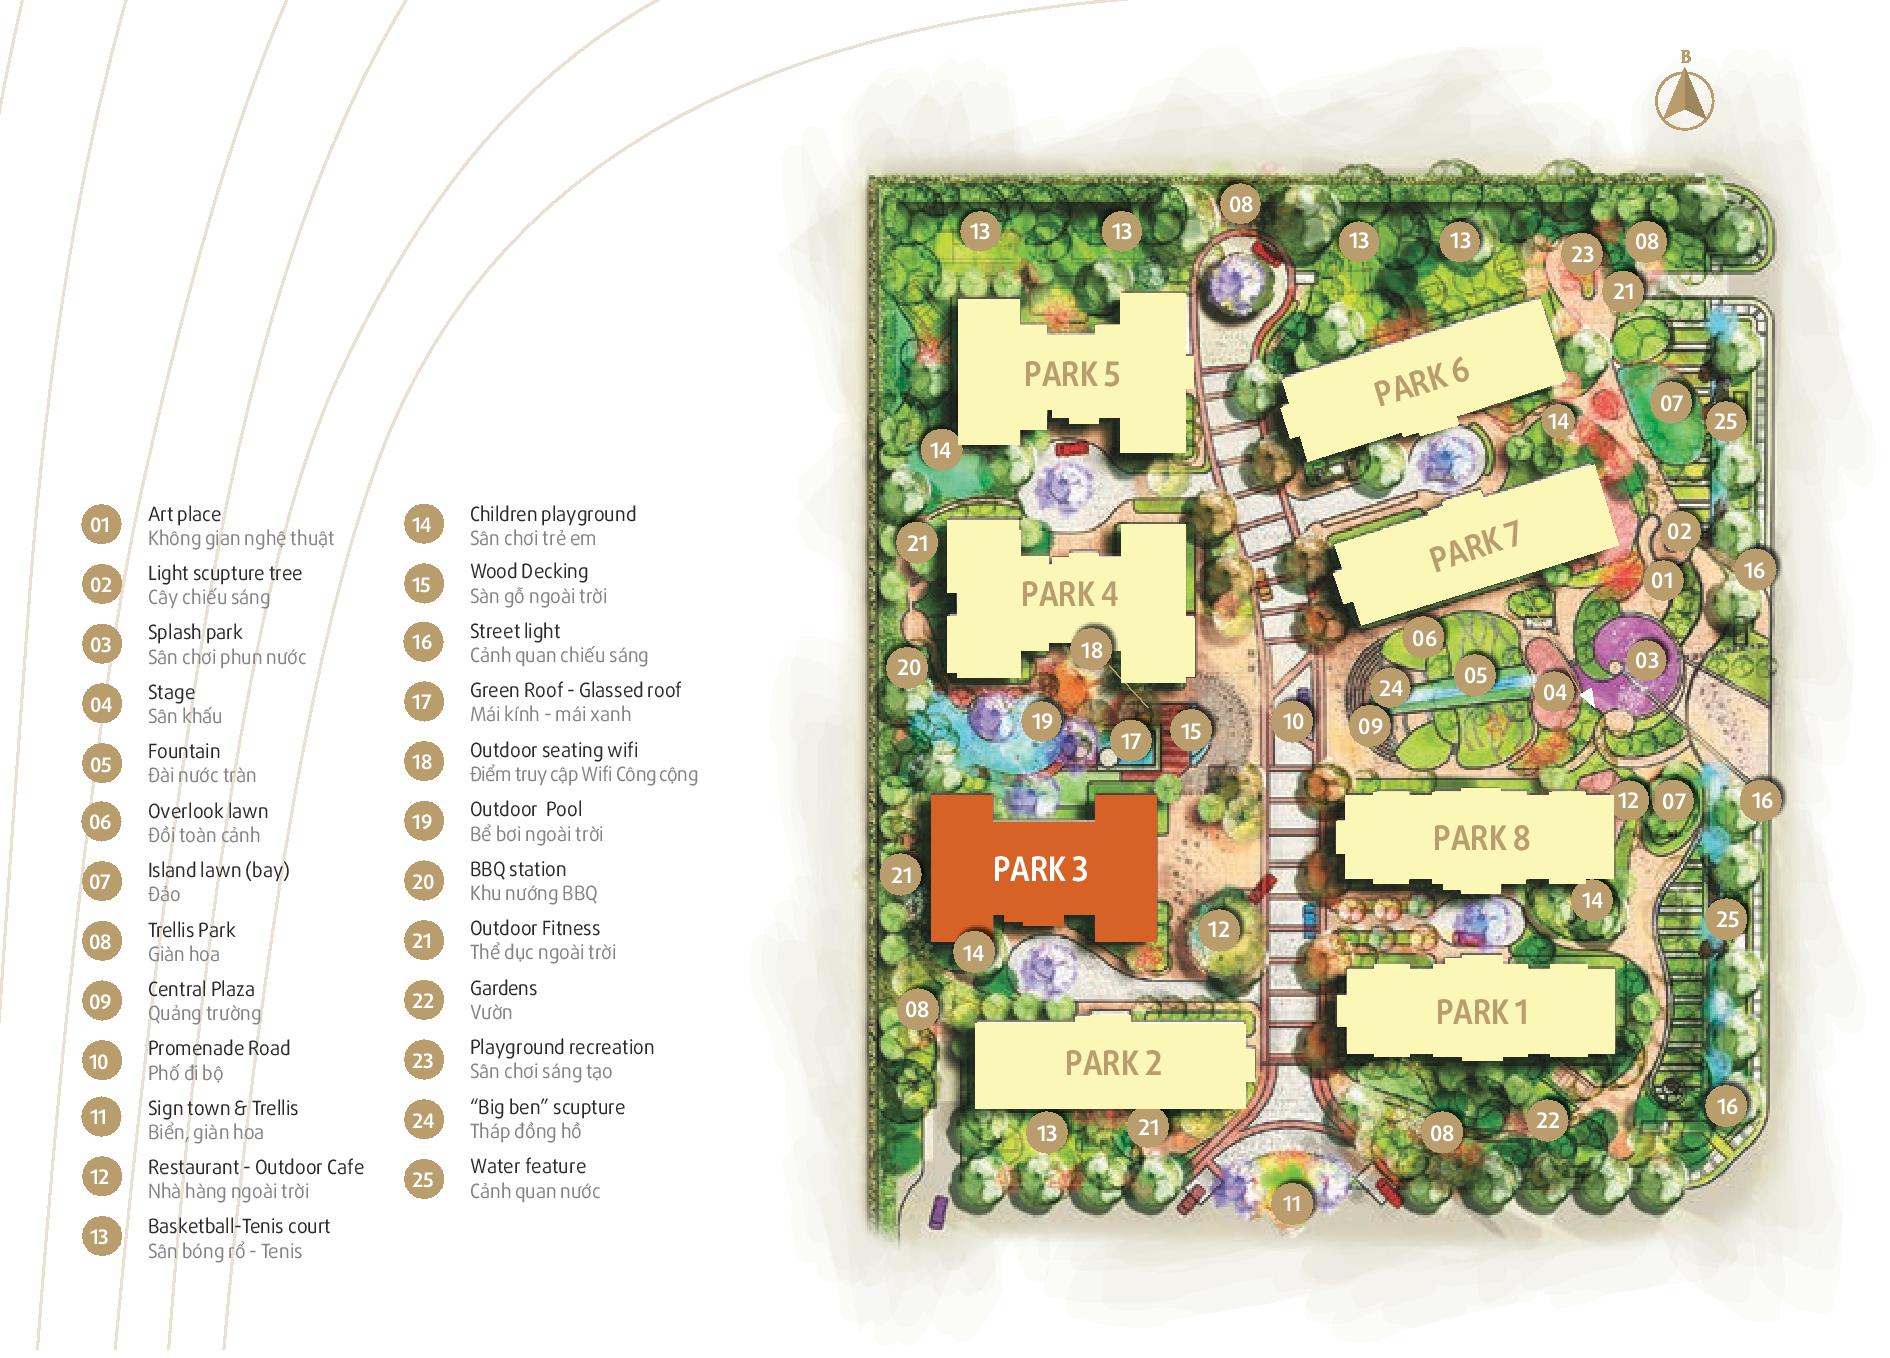 B
01
Art place
Không gian nghệ thuật
02
Light scupture tree
Cây chiếu sáng
03
Splash park
Sân chơi phun nước
04
Stage
Sân khấu
05
Fountain
Đài nước tràn
06
Overlook lawn
Đồi toàn cảnh
07
Island lawn (bay)
Đảo
08
Trellis Park
Giàn hoa
09
Central Plaza
Quảng trường
10
Promenade Road
Phố đi bộ
11
Sign town & Trellis
Biển, giàn hoa
12
Restaurant - Outdoor Cafe
Nhà hàng ngoài trời
13
Basketball-Tenis court
Sân bóng rổ - Tenis
14
Children playground
Sân chơi trẻ em
15
Wood Decking
Sàn gỗ ngoài trời
16
Street light
Cảnh quan chiếu sáng
17
Green Roof - Glassed roof
Mái kính - mái xanh
18
Outdoor seating wifi
Điểm truy cập Wifi Công cộng
19
Outdoor Pool
Bể bơi ngoài trời
20
BBQ station
Khu nướng BBQ
21
Outdoor Fitness
Thể dục ngoài trời
22
Gardens
Vườn
23
Playground recreation
Sân chơi sáng tạo
24
“Big ben” scupture
Tháp đồng hồ
25
Water feature
Cảnh quan nước
08
13
13
13
13
23
08
21
PARK 5
PARK 6
07
25
14
14
21
PARK 7
02
16
01
PARK 4
18
06
03
20
24
05
04
19
10
09
17
15
16
12
07
PARK 8
PARK 3
21
14
12
25
14
08
PARK 1
PARK 2
16
13
21
08
22
11